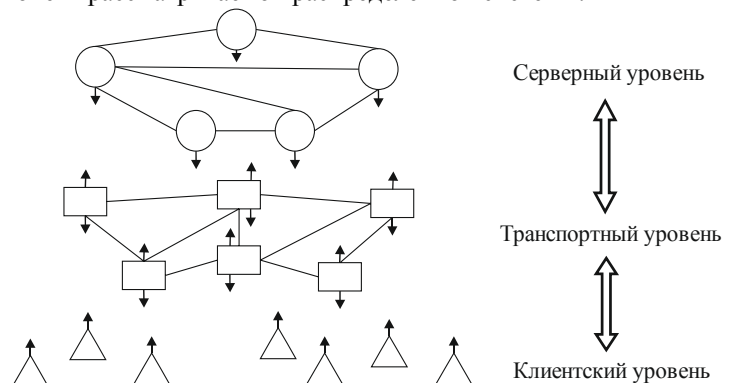 Серверный уровень
Транспортный уровень
Клиентский уровень